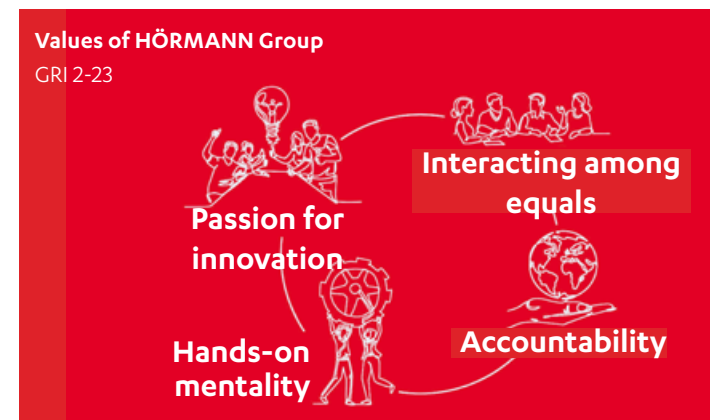 Values of HÖRMANN Group
GRI 2-23
Interacting among
equals
Passion for
innovation
Accountability
Hands-on
mentality